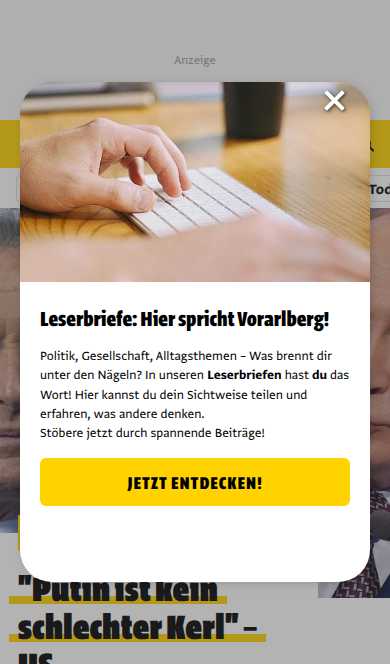 Anzeige
Leserbriefe: Hier spricht Vorarlberg!
Politik, Gesellschaft, Alltagsthemen – Was brennt dir
unter den Nägeln? In unseren Leserbriefen hast du das
Wort! Hier kannst du dein Sichtweise teilen und
erfahren, was andere denken.
Stöbere jetzt durch spannende Beiträge!
JETZT ENTDECKEN!
"Putin ist kein
schlechter Kerl" –